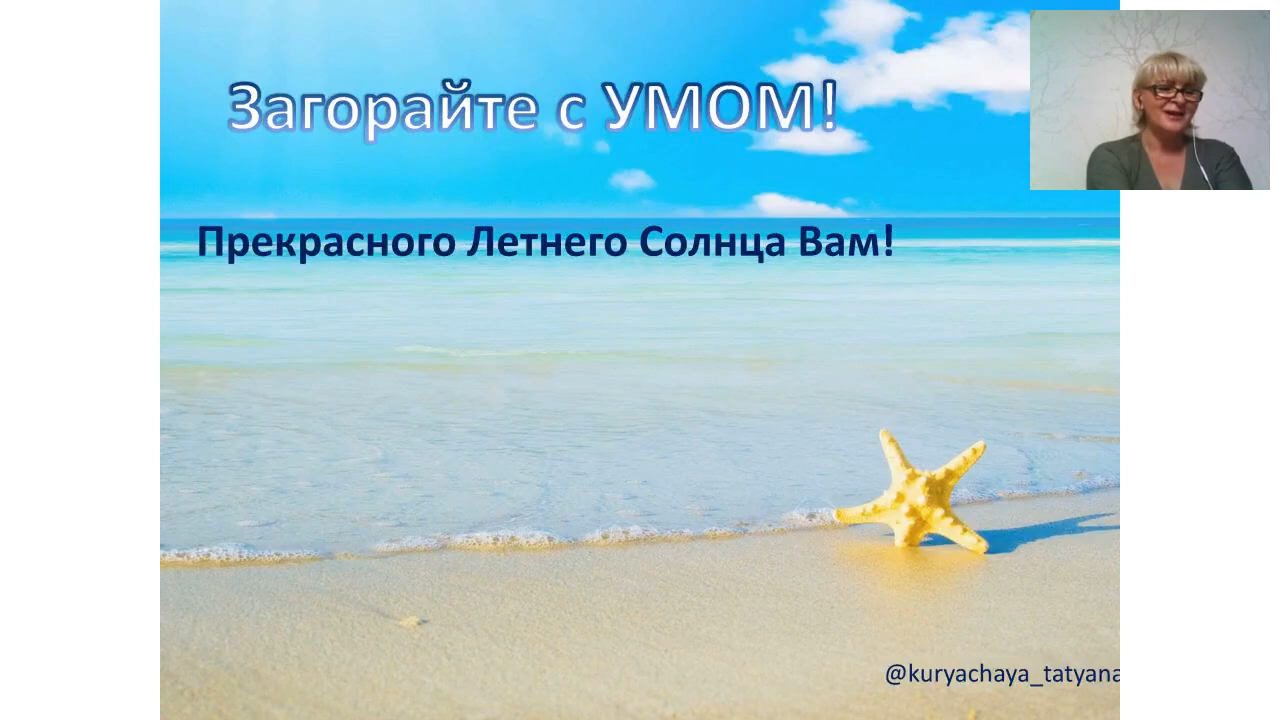 Загорайте с УМОМ!
Прекрасного Летнего Солнца Вам!
@kuryachaya_tatyana